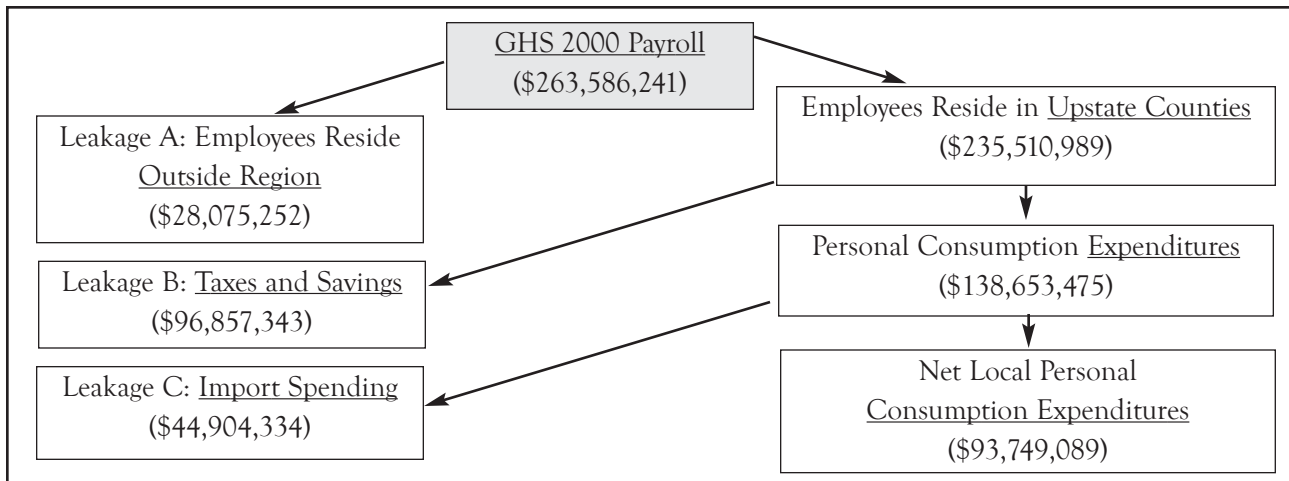 GHS 2000 Payroll
($263,586,241)
Leakage A: Employees Reside
Outside Region
($28,075,252)
Employees Reside in Upstate Counties
($235,510,989)
Leakage B: Taxes and Savings
($96,857,343)
Personal Consumption Expenditures
($138,653,475)
Leakage C: Import Spending
($44,904,334)
Net Local Personal
Consumption Expenditures
($93,749,089)